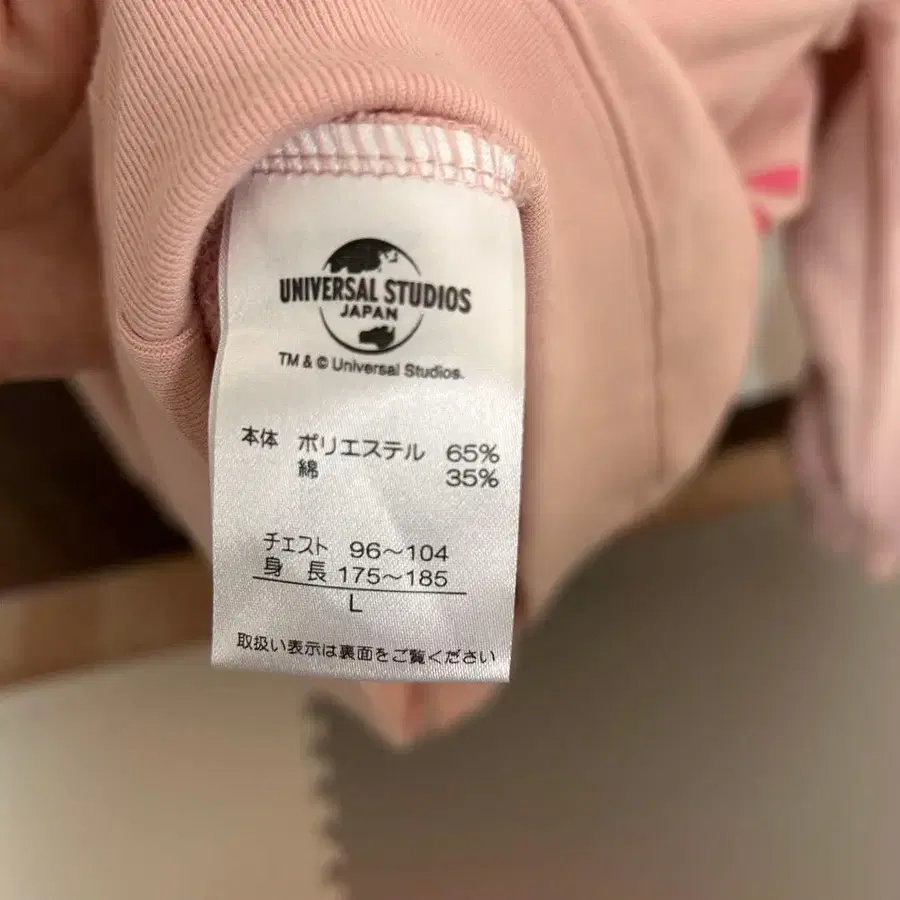 UNIVERSAL STUDIOS
JAPAN
TM & © Universal Studios.
本体 ポリエステル 65%
綿 35%
チェスト 96～104
身長 175～185
L
取扱い表示は裏面をご覧ください